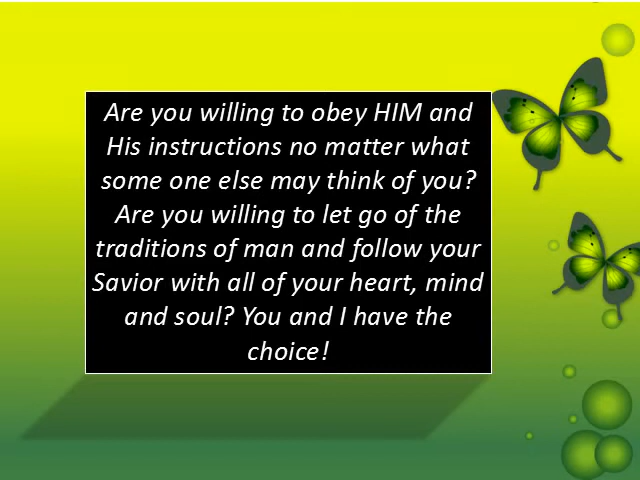 Are you willing to obey HIM and
His instructions no matter what
some one else may think of you?
Are you willing to let go of the
traditions of man and follow your
Savior with all of your heart, mind
and soul? You and I have the
choice!